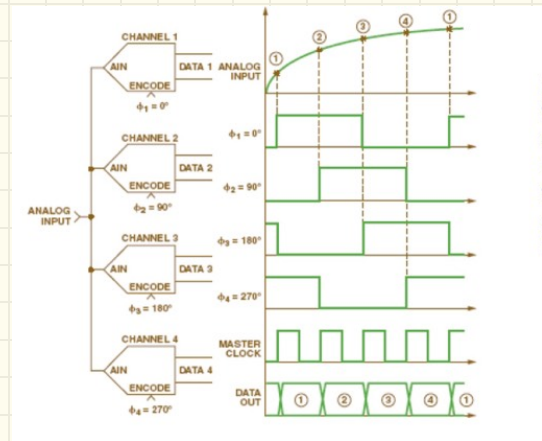 CHANNEL 1
AIN
DATA 1
ENCODE
ϕ1 = 0°
CHANNEL 2
AIN
DATA 2
ENCODE
ϕ2 = 90°
ANALOG
INPUT
CHANNEL 3
AIN
DATA 3
ENCODE
ϕ3 = 180°
CHANNEL 4
AIN
DATA 4
ENCODE
ϕ4 = 270°
ANALOG
INPUT
① ② ③ ④ ①
ϕ1 = 0°
ϕ2 = 90°
ϕ3 = 180°
ϕ4 = 270°
MASTER
CLOCK
DATA
OUT
① ② ③ ④ ①